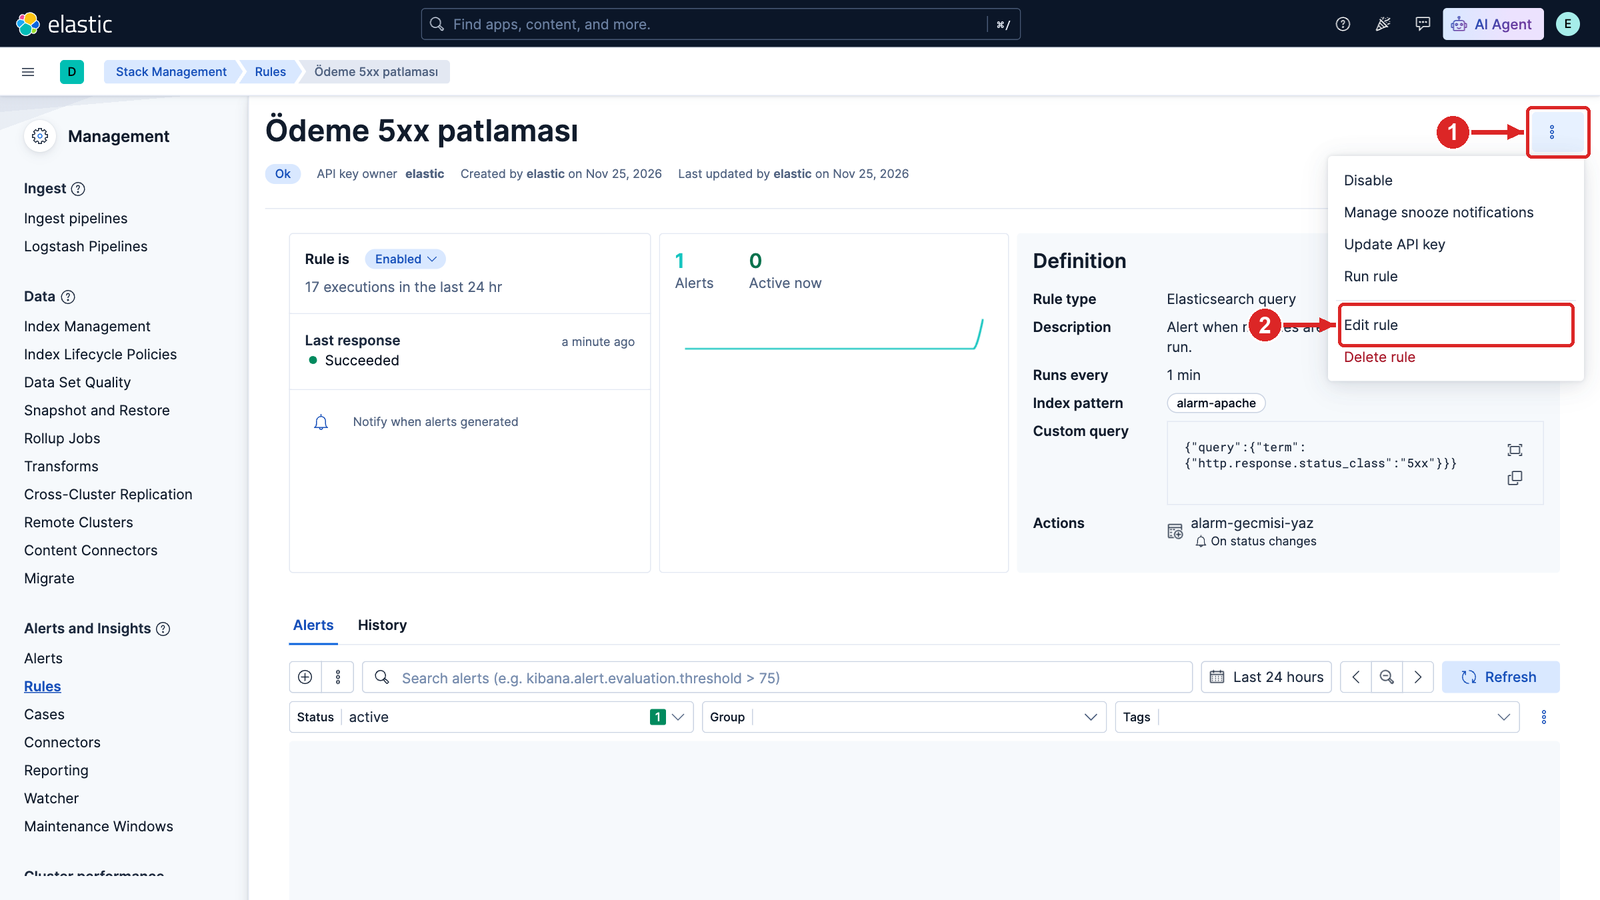 elastic
Find apps, content, and more.
⌘/
AI Agent
E
D
Stack Management
Rules
Ödeme 5xx patlaması
Management
Ingest
Ingest pipelines
Logstash Pipelines
Data
Index Management
Index Lifecycle Policies
Data Set Quality
Snapshot and Restore
Rollup Jobs
Transforms
Cross-Cluster Replication
Remote Clusters
Content Connectors
Migrate
Alerts and Insights
Alerts
Rules
Cases
Connectors
Reporting
Watcher
Maintenance Windows
Cluster performance
Ödeme 5xx patlaması
Ok
API key owner elastic
Created by elastic on Nov 25, 2026
Last updated by elastic on Nov 25, 2026
1
Disable
Manage snooze notifications
Update API key
Run rule
2
Edit rule
Delete rule
Rule is Enabled
17 executions in the last 24 hr
Last response
a minute ago
Succeeded
Notify when alerts generated
1
Alerts
0
Active now
Definition
Rule type
Elasticsearch query
Description
Alert when
run.
Runs every
1 min
Index pattern
alarm-apache
Custom query
{"query":{"term":
{"http.response.status_class":"5xx"}}}
Actions
alarm-gecmisi-yaz
On status changes
Alerts
History
Search alerts (e.g. kibana.alert.evaluation.threshold > 75)
Last 24 hours
Refresh
Status active 1
Group
Tags